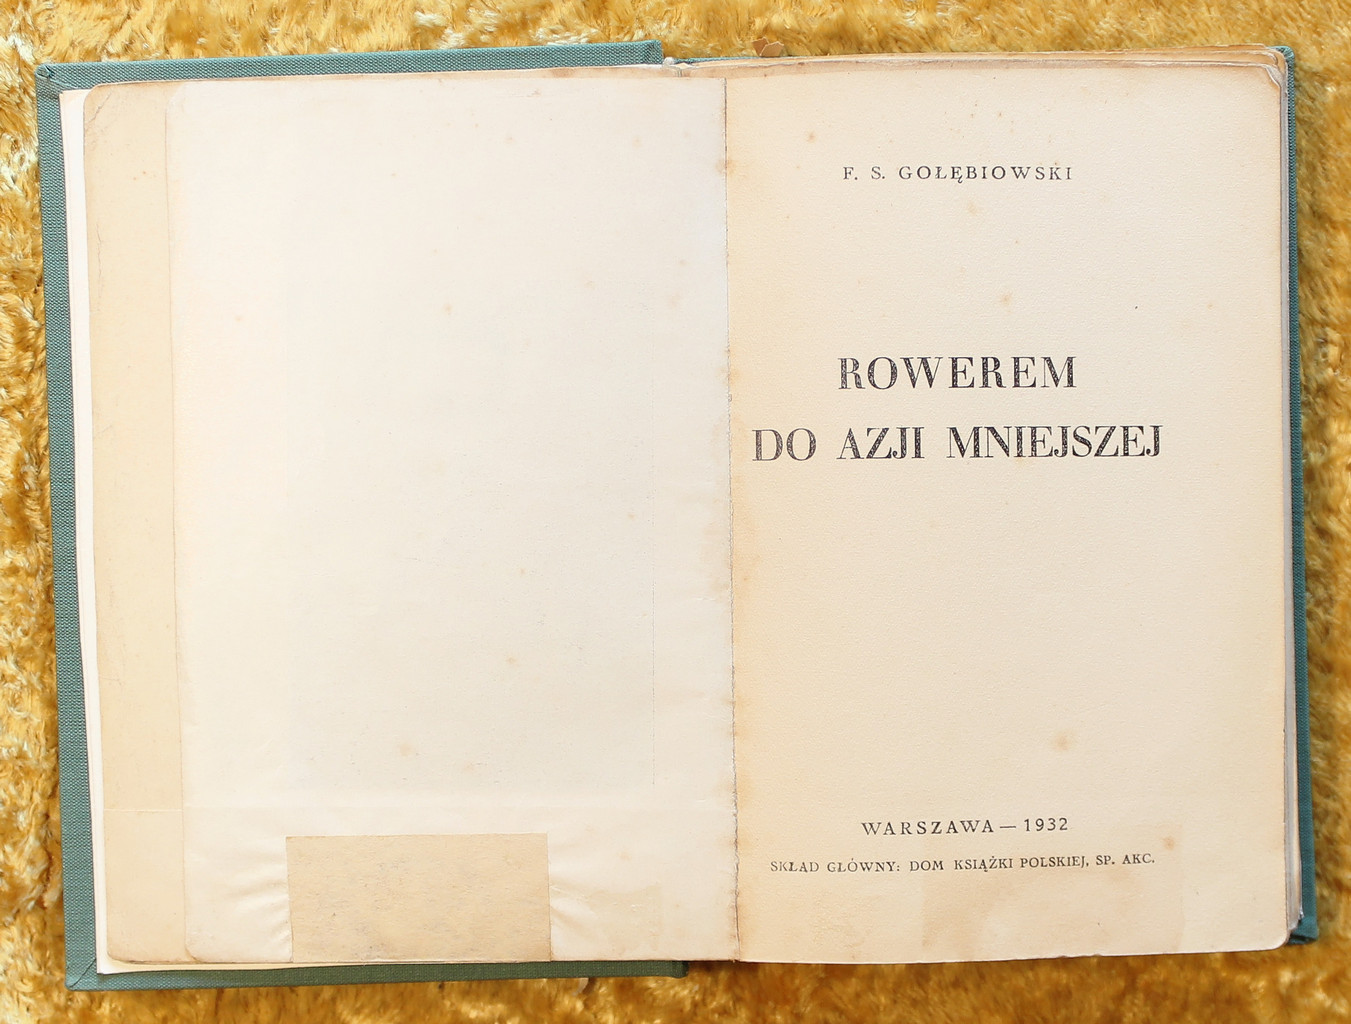 F. S. GOŁĘBIOWSKI
ROWEREM
DO AZJI MNIEJSZEJ
WARSZAWA — 1932
SKŁAD GŁÓWNY: DOM KSIĄŻKI POLSKIEJ, SP. AKC.